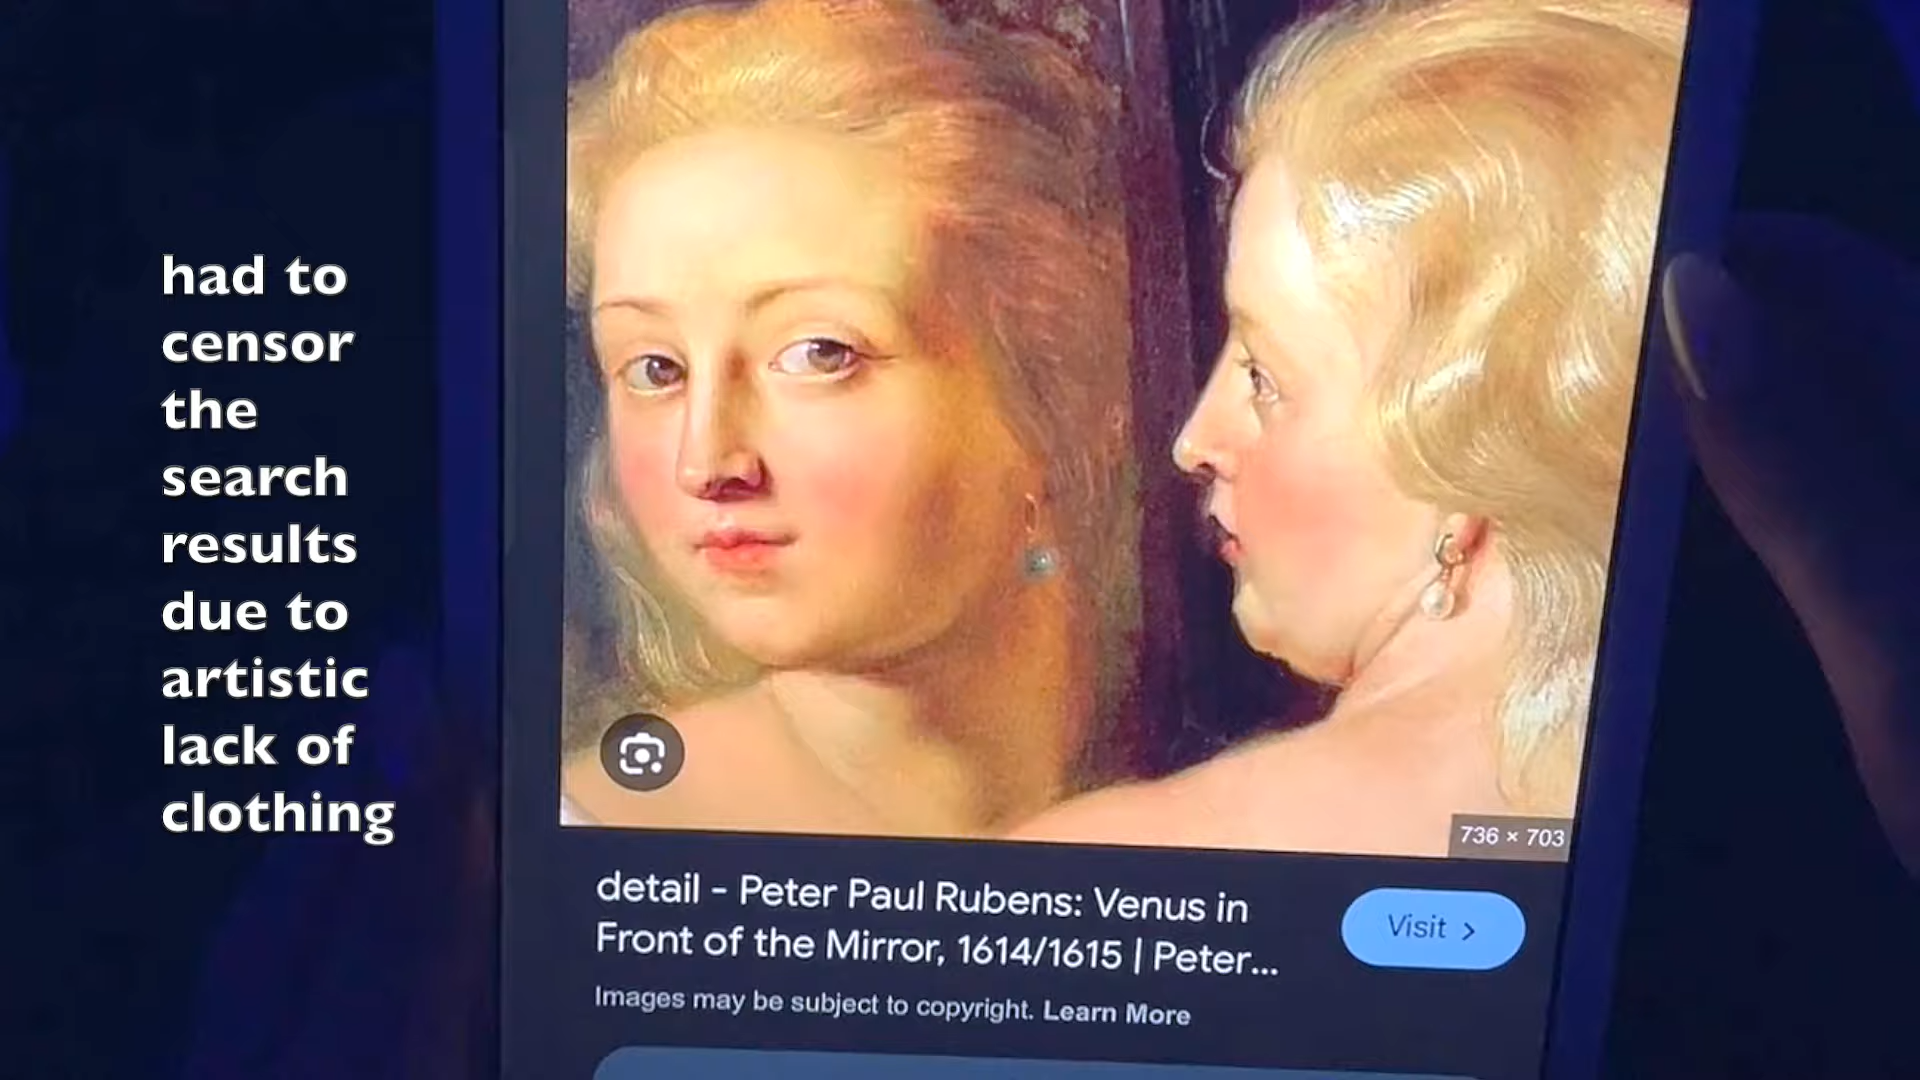 had to
censor
the
search
results
due to
artistic
lack of
clothing
736 × 703
detail - Peter Paul Rubens: Venus in
Front of the Mirror, 1614/1615 | Peter...
Visit >
Images may be subject to copyright. Learn More